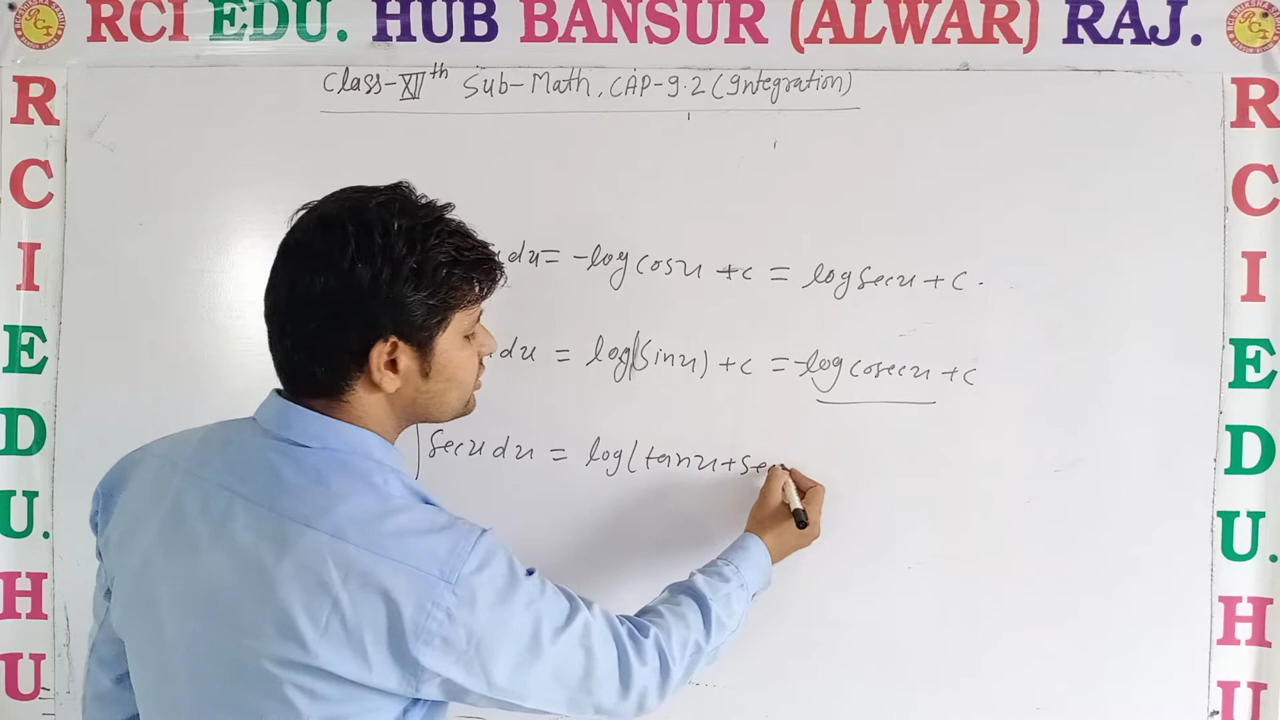 RCI EDU. HUB BANSUR (ALWAR) RAJ.
Class-XIIth Sub-Math, CAP-9.2 (Integration)
dx = -log cosx + c = log secx + c.
dx = log(sinx) + c = -log cosecx + c
∫secx dx = log(tanx+sec
R C I E D U. H U
R C I E D U. H U